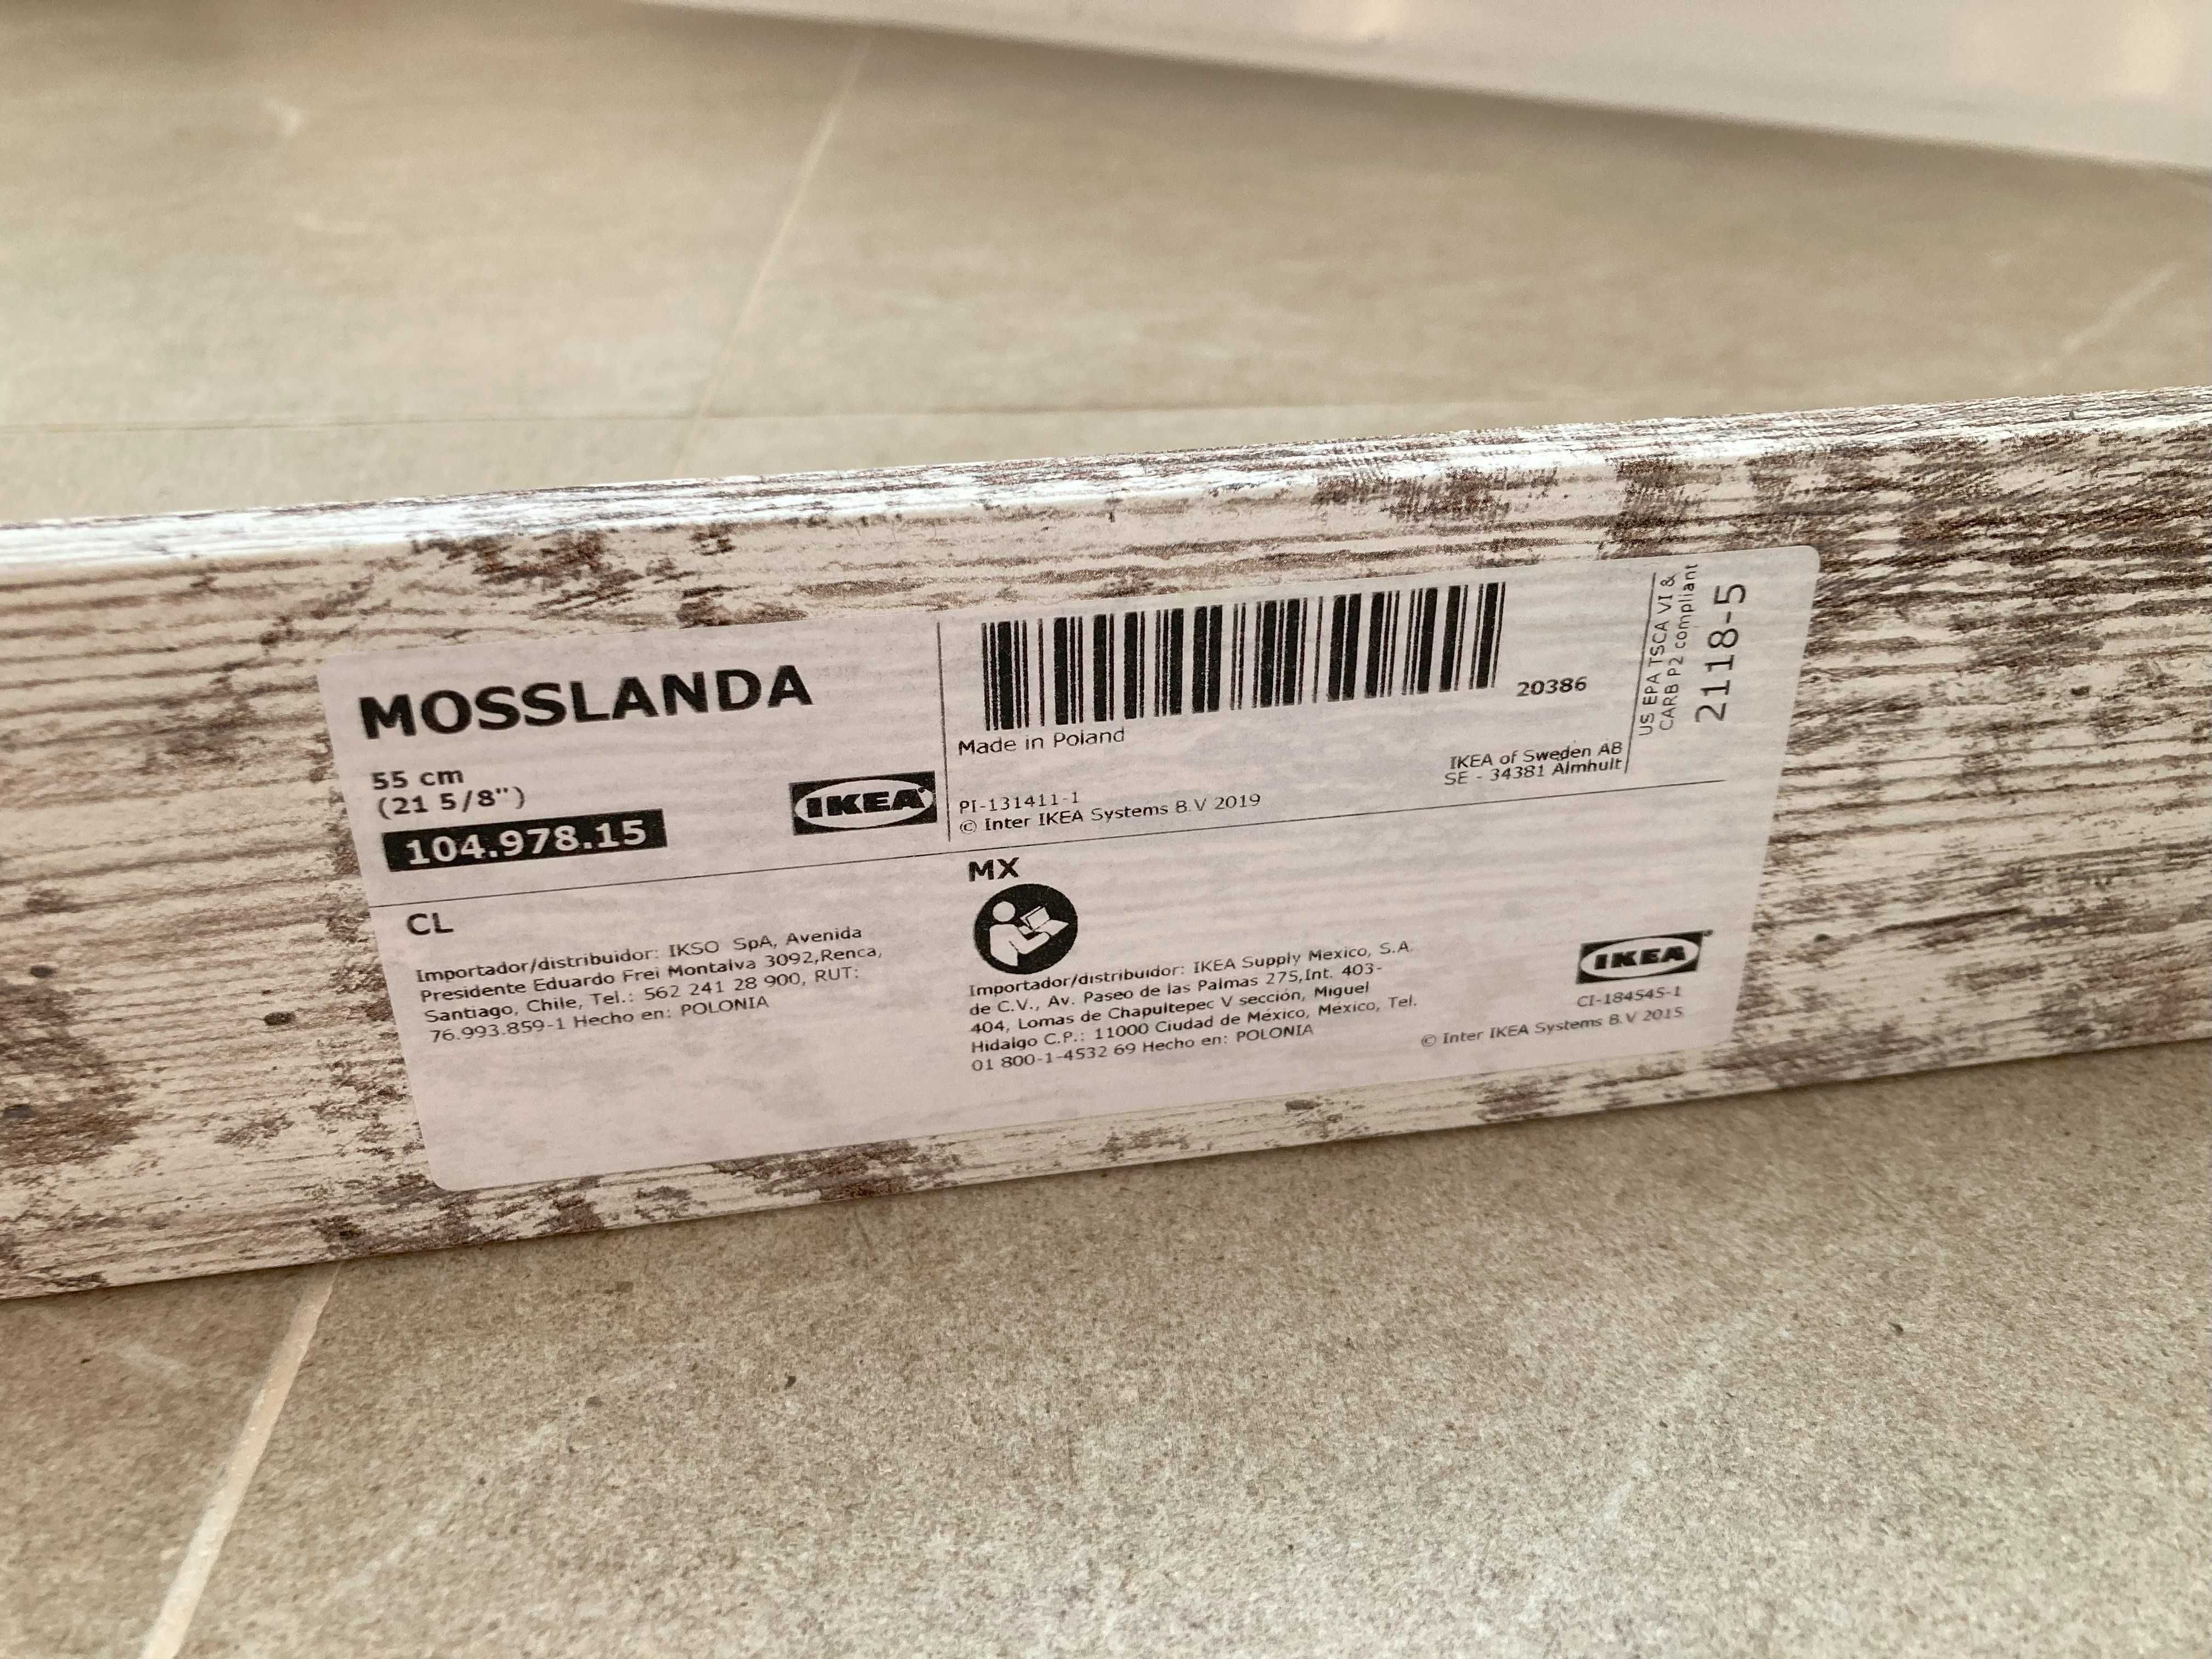 MOSSLANDA
55 cm
(21 5/8")
104.978.15
IKEA
20386
Made in Poland
PI-131411-1
© Inter IKEA Systems B.V 2019
IKEA of Sweden AB
SE - 34381 Älmhult
US EPA TSCA VI &
CARB P2 compliant
2118-5
CL
Importador/distribuidor: IKSO SpA, Avenida
Presidente Eduardo Frei Montalva 3092,Renca,
Santiago, Chile, Tel.: 562 241 28 900, RUT:
76.993.859-1 Hecho en: POLONIA
MX
Importador/distribuidor: IKEA Supply Mexico, S.A.
de C.V., Av. Paseo de las Palmas 275,Int. 403-
404, Lomas de Chapultepec V sección, Miguel
Hidalgo C.P.: 11000 Ciudad de México, Mexico, Tel.
01 800-1-4532 69 Hecho en: POLONIA
IKEA
CI-184545-1
© Inter IKEA Systems B.V 2015